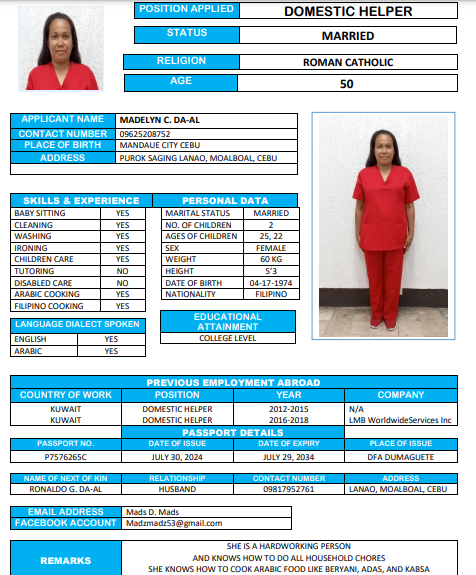 POSITION APPLIED DOMESTIC HELPER
STATUS MARRIED
RELIGION ROMAN CATHOLIC
AGE 50
APPLICANT NAME MADELYN C. DA-AL
CONTACT NUMBER 09625208752
PLACE OF BIRTH MANDAUE CITY CEBU
ADDRESS PUROK SAGING LANAO, MOALBOAL, CEBU
SKILLS & EXPERIENCE
BABY SITTING YES
CLEANING YES
WASHING YES
IRONING YES
CHILDREN CARE YES
TUTORING NO
DISABLED CARE NO
ARABIC COOKING YES
FILIPINO COOKING YES
LANGUAGE DIALECT SPOKEN
ENGLISH YES
ARABIC YES
PERSONAL DATA
MARITAL STATUS MARRIED
NO. OF CHILDREN 2
AGES OF CHILDREN 25, 22
SEX FEMALE
WEIGHT 60 KG
HEIGHT 5'3
DATE OF BIRTH 04-17-1974
NATIONALITY FILIPINO
EDUCATIONAL
ATTAINMENT
COLLEGE LEVEL
PREVIOUS EMPLOYMENT ABROAD
COUNTRY OF WORK POSITION YEAR COMPANY
KUWAIT DOMESTIC HELPER 2012-2015 N/A
KUWAIT DOMESTIC HELPER 2016-2018 LMB WorldwideServices Inc
PASSPORT DETAILS
PASSPORT NO. DATE OF ISSUE DATE OF EXPIRY PLACE OF ISSUE
P7576265C JULY 30, 2024 JULY 29, 2034 DFA DUMAGUETE
NAME OF NEXT OF KIN RELATIONSHIP CONTACT NUMBER ADDRESS
RONALDO G. DA-AL HUSBAND 09817952761 LANAO, MOALBOAL, CEBU
EMAIL ADDRESS Mads D. Mads
FACEBOOK ACCOUNT Madzmadz53@gmail.com
REMARKS
SHE IS A HARDWORKING PERSON
AND KNOWS HOW TO DO ALL HOUSEHOLD CHORES
SHE KNOWS HOW TO COOK ARABIC FOOD LIKE BERYANI, ADAS, AND KABSA